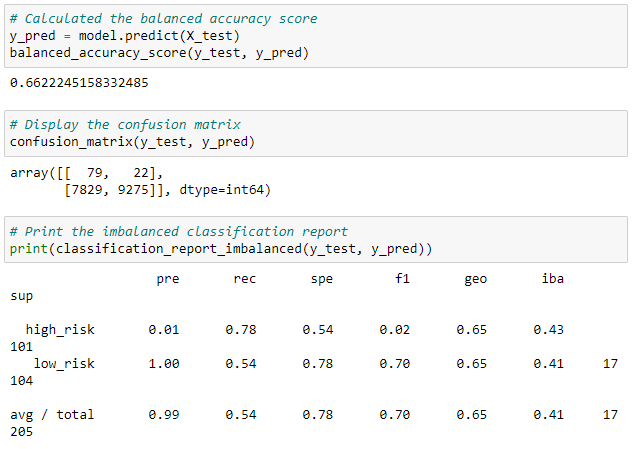 # Calculated the balanced accuracy score
y_pred = model.predict(X_test)
balanced_accuracy_score(y_test, y_pred)
0.6622245158332485
# Display the confusion matrix
confusion_matrix(y_test, y_pred)
array([[  79,   22],
       [7829, 9275]], dtype=int64)
# Print the imbalanced classification report
print(classification_report_imbalanced(y_test, y_pred))
                   pre       rec       spe        f1       geo       iba
sup
  high_risk       0.01      0.78      0.54      0.02      0.65      0.43
101
   low_risk       1.00      0.54      0.78      0.70      0.65      0.41     17
104
avg / total       0.99      0.54      0.78      0.70      0.65      0.41     17
205